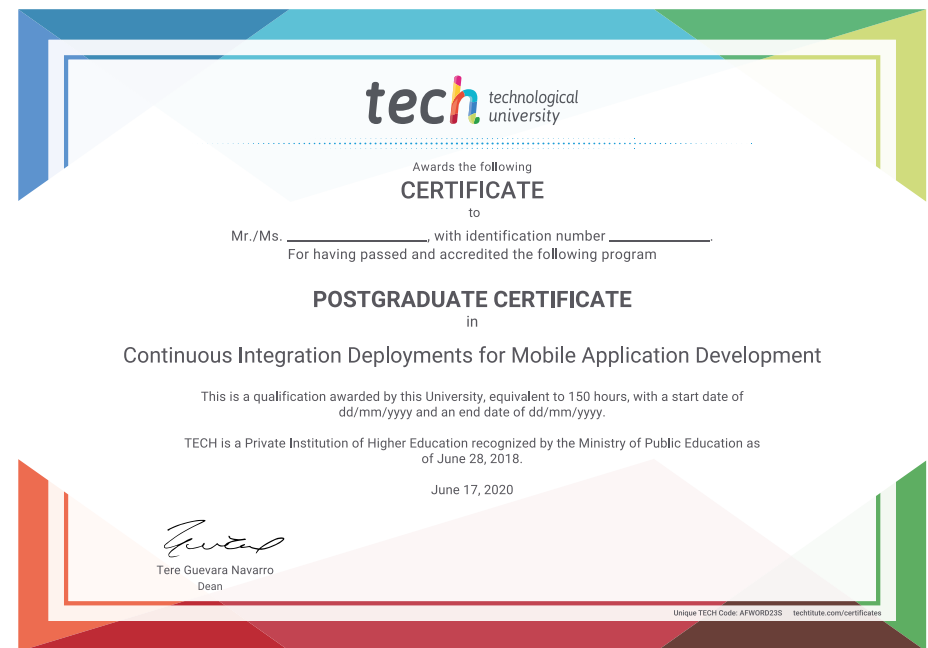 tech technological
university
Awards the following
CERTIFICATE
to
Mr./Ms. ____________, with identification number ____________.
For having passed and accredited the following program
POSTGRADUATE CERTIFICATE
in
Continuous Integration Deployments for Mobile Application Development
This is a qualification awarded by this University, equivalent to 150 hours, with a start date of
dd/mm/yyyy and an end date of dd/mm/yyyy.
TECH is a Private Institution of Higher Education recognized by the Ministry of Public Education as
of June 28, 2018.
June 17, 2020
Tere Guevara Navarro
Dean
Unique TECH Code: AFWORD23S techtitute.com/certificates